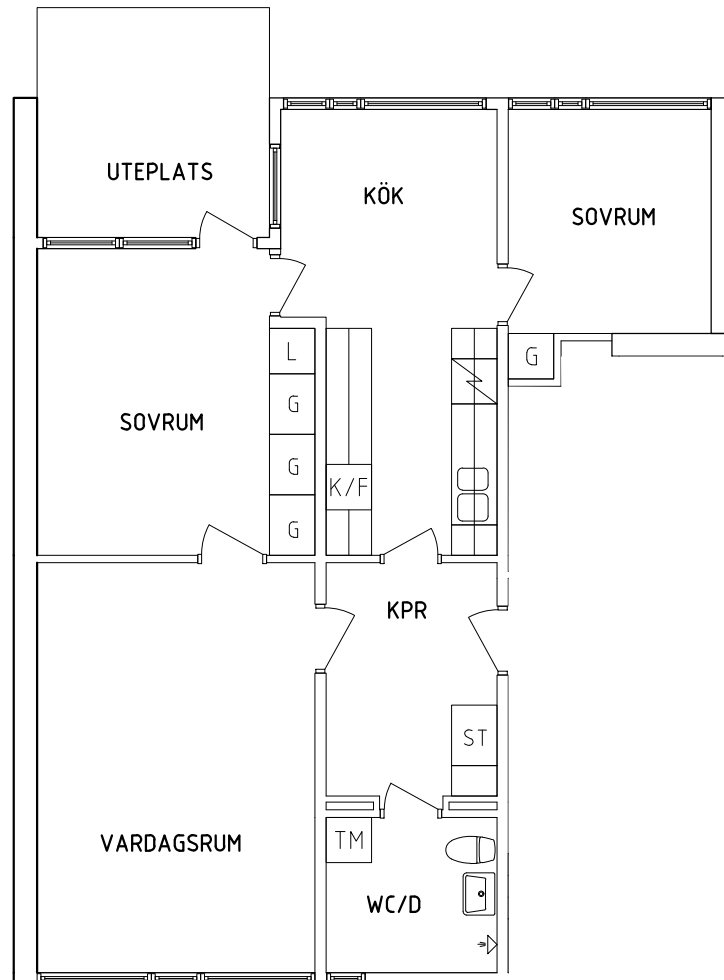 UTEPLATS
KÖK
SOVRUM
L
G
G
SOVRUM
G
K/F
G
KPR
ST
VARDAGSRUM
TM
WC/D